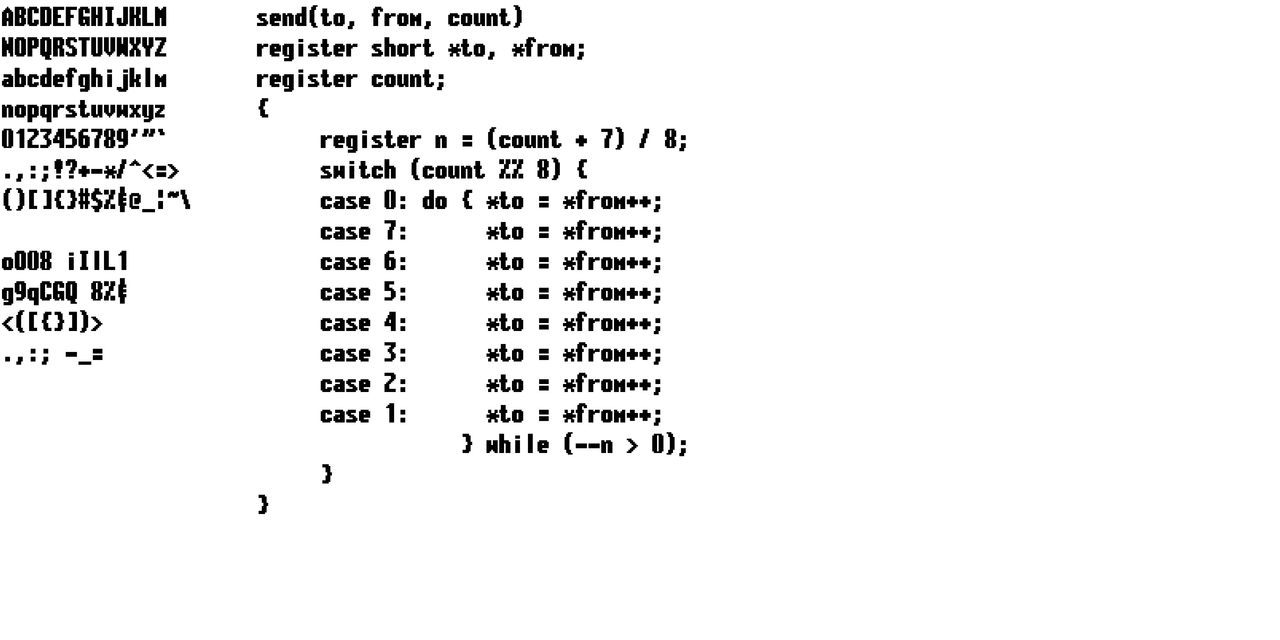 ABCDEFGHIJKLM
NOPQRSTUVWXYZ
abcdefghijklm
nopqrstuvwxyz
0123456789'"`
.,:;!?+-*/^<=>
()[]{}#$%&@_¦~\
oO08 iIlL1
g9qCGQ 8%&
<([{}])>
.,:; -_=
send(to, from, count)
register short *to, *from;
register count;
{
register n = (count + 7) / 8;
switch (count %% 8) {
case 0: do { *to = *from++;
case 7: *to = *from++;
case 6: *to = *from++;
case 5: *to = *from++;
case 4: *to = *from++;
case 3: *to = *from++;
case 2: *to = *from++;
case 1: *to = *from++;
} while (--n > 0);
}
}